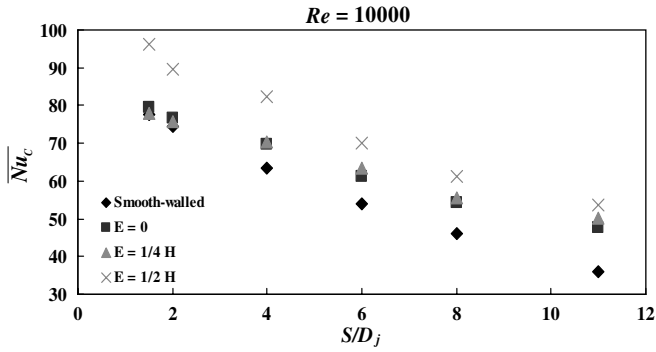 Re = 10000
100
90
80
70
60
50
40
30
Nu_C
Smooth-walled
E = 0
E = 1/4 H
E = 1/2 H
0 2 4 6 8 10 12
S/D_j